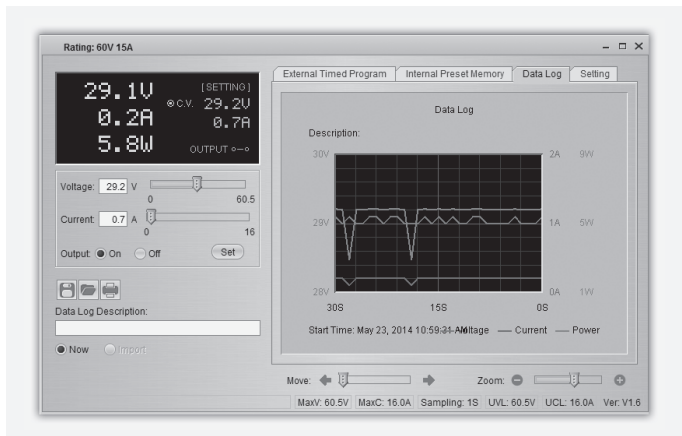 Rating: 60V 15A
29.1V
0.2A
5.8W
[SETTING]
C.V. 29.2V
0.7A
OUTPUT
Voltage: 29.2 V
0 60.5
Current: 0.7 A
0 16
Output: On Off Set
Data Log Description:
Now Import
External Timed Program Internal Preset Memory Data Log Setting
Data Log
Description:
30V 2A 9W
29V 1A 5W
28V 0A 1W
30S 15S 0S
Start Time: May 23, 2014 10:59:31 AM Voltage Current Power
Move: Zoom:
MaxV: 60.5V MaxC: 16.0A Sampling: 1S UVL: 60.5V UCL: 16.0A Ver: V1.6